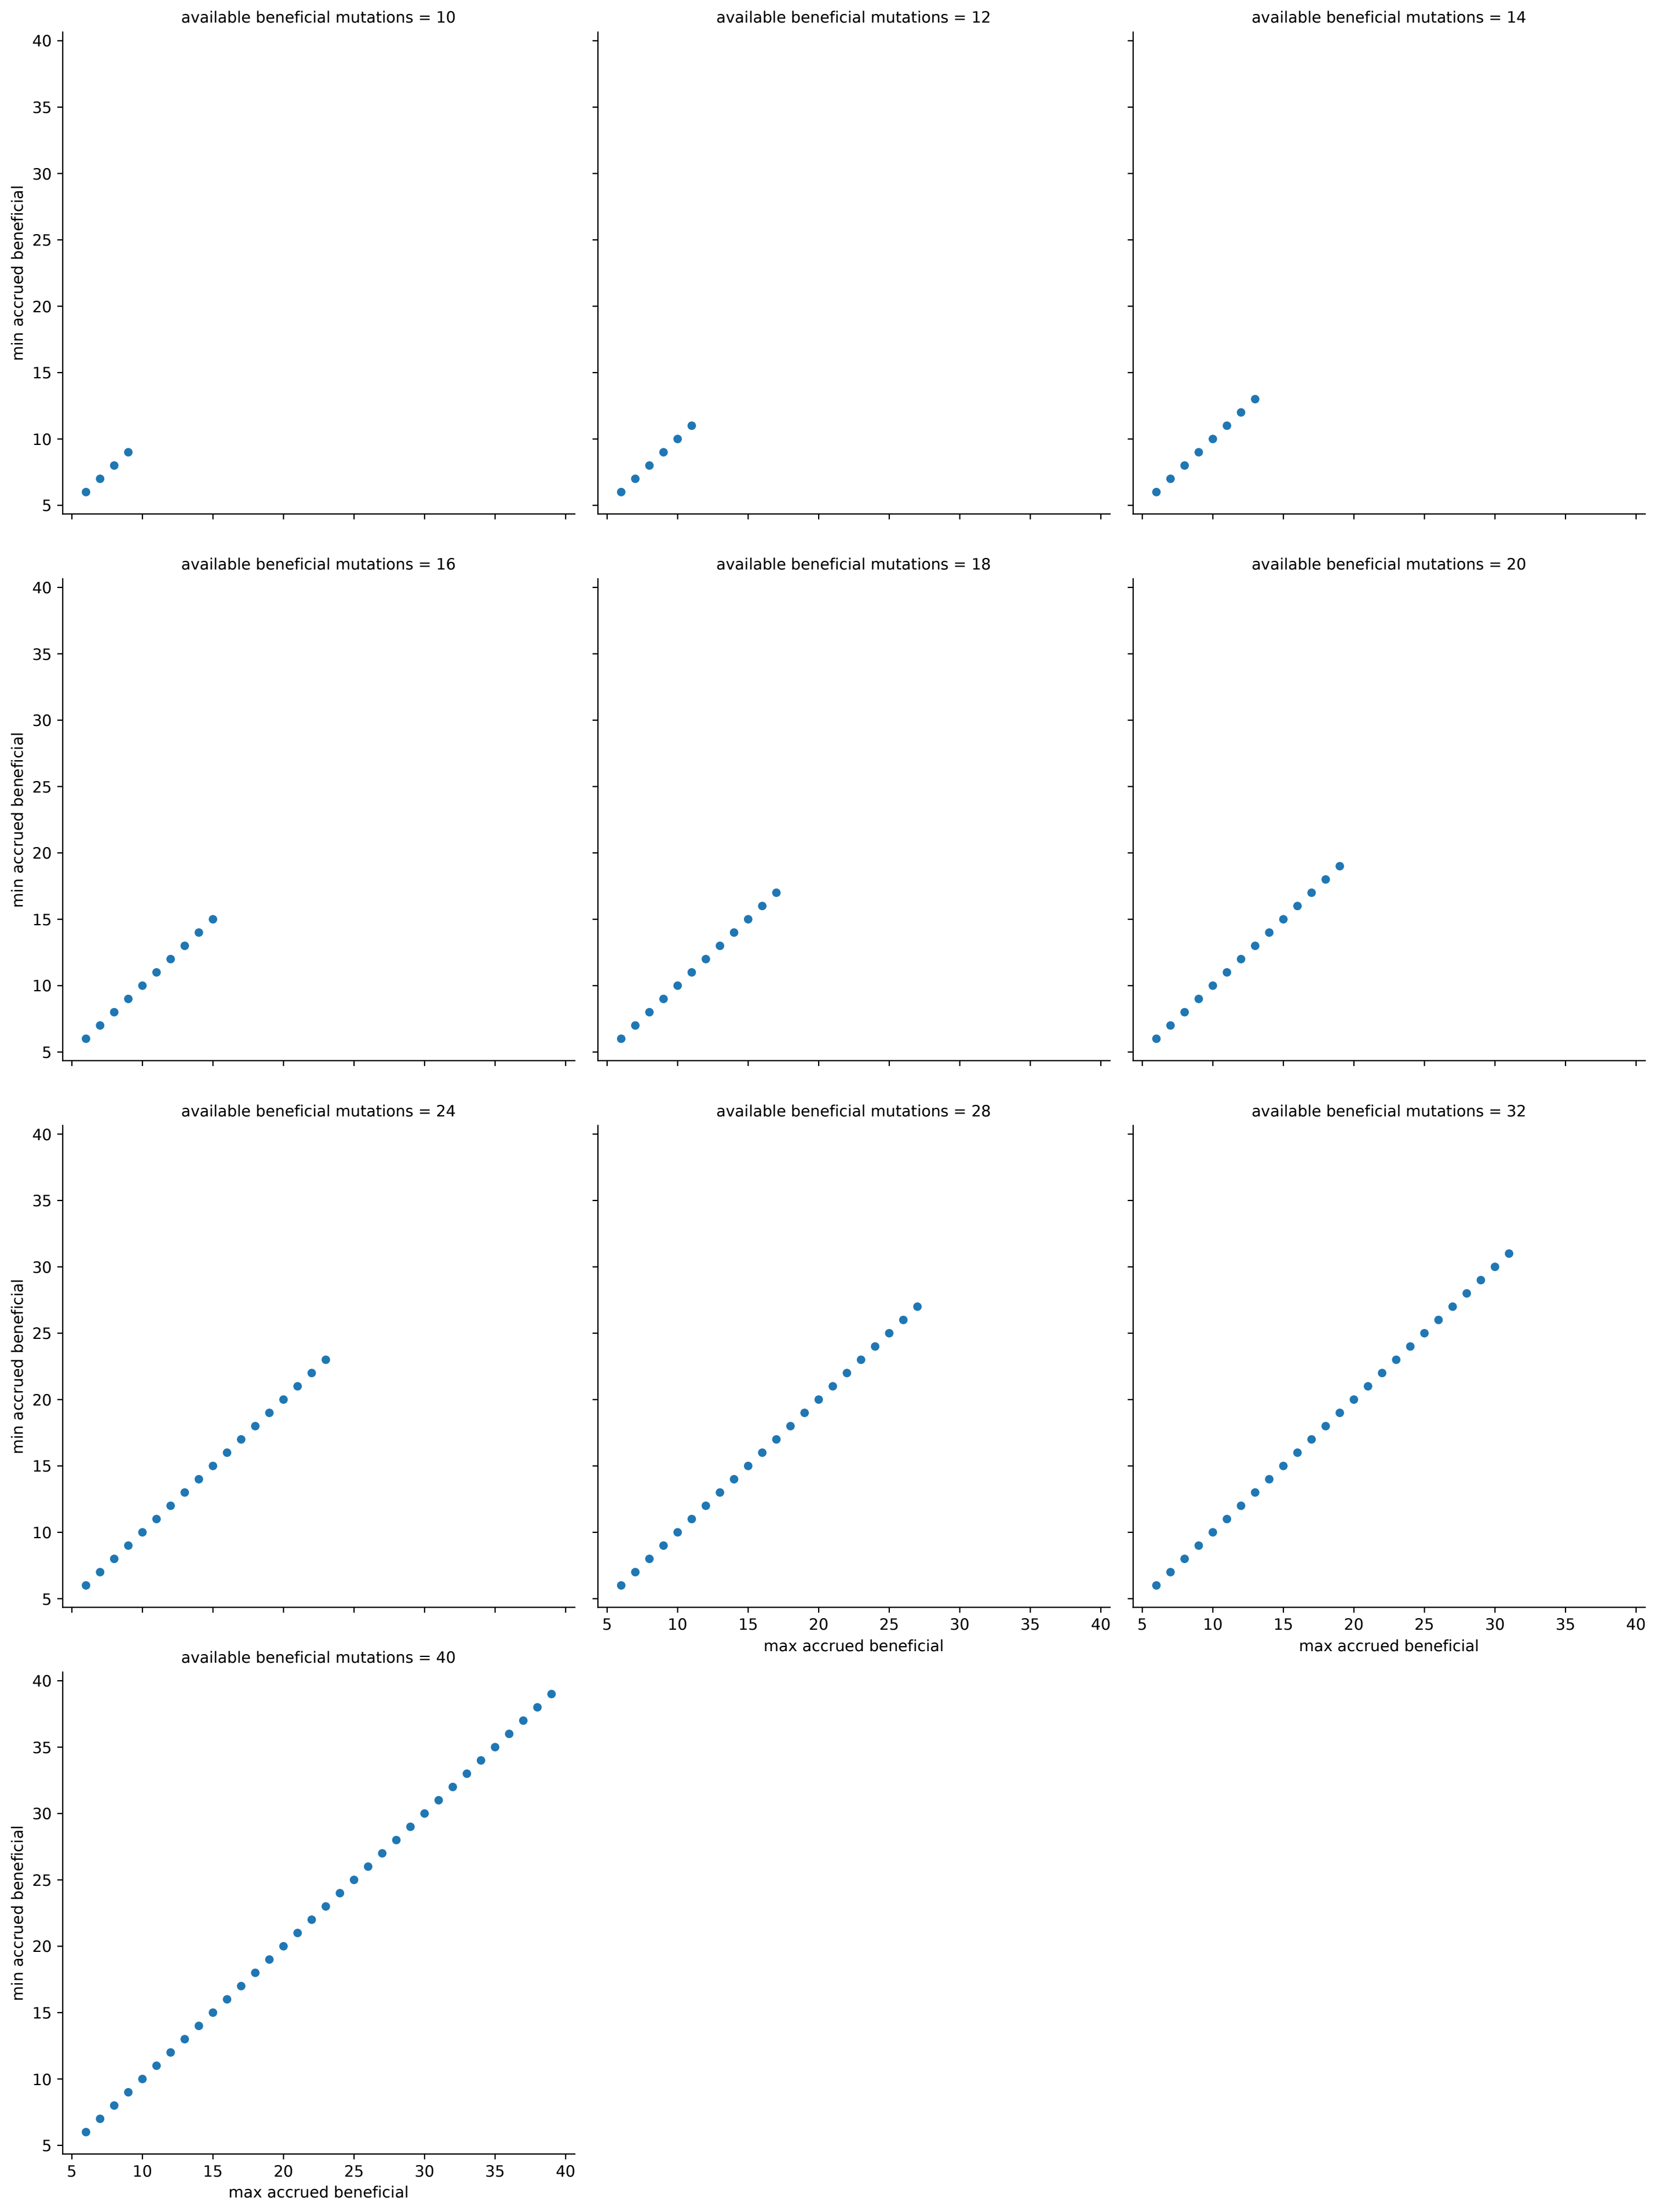 available beneficial mutations = 10
available beneficial mutations = 12
available beneficial mutations = 14
40
35
30
25
20
15
10
5
min accrued beneficial
available beneficial mutations = 16
available beneficial mutations = 18
available beneficial mutations = 20
40
35
30
25
20
15
10
5
min accrued beneficial
available beneficial mutations = 24
available beneficial mutations = 28
available beneficial mutations = 32
40
35
30
25
20
15
10
5
min accrued beneficial
5 10 15 20 25 30 35 40
max accrued beneficial
5 10 15 20 25 30 35 40
max accrued beneficial
available beneficial mutations = 40
40
35
30
25
20
15
10
5
min accrued beneficial
5 10 15 20 25 30 35 40
max accrued beneficial